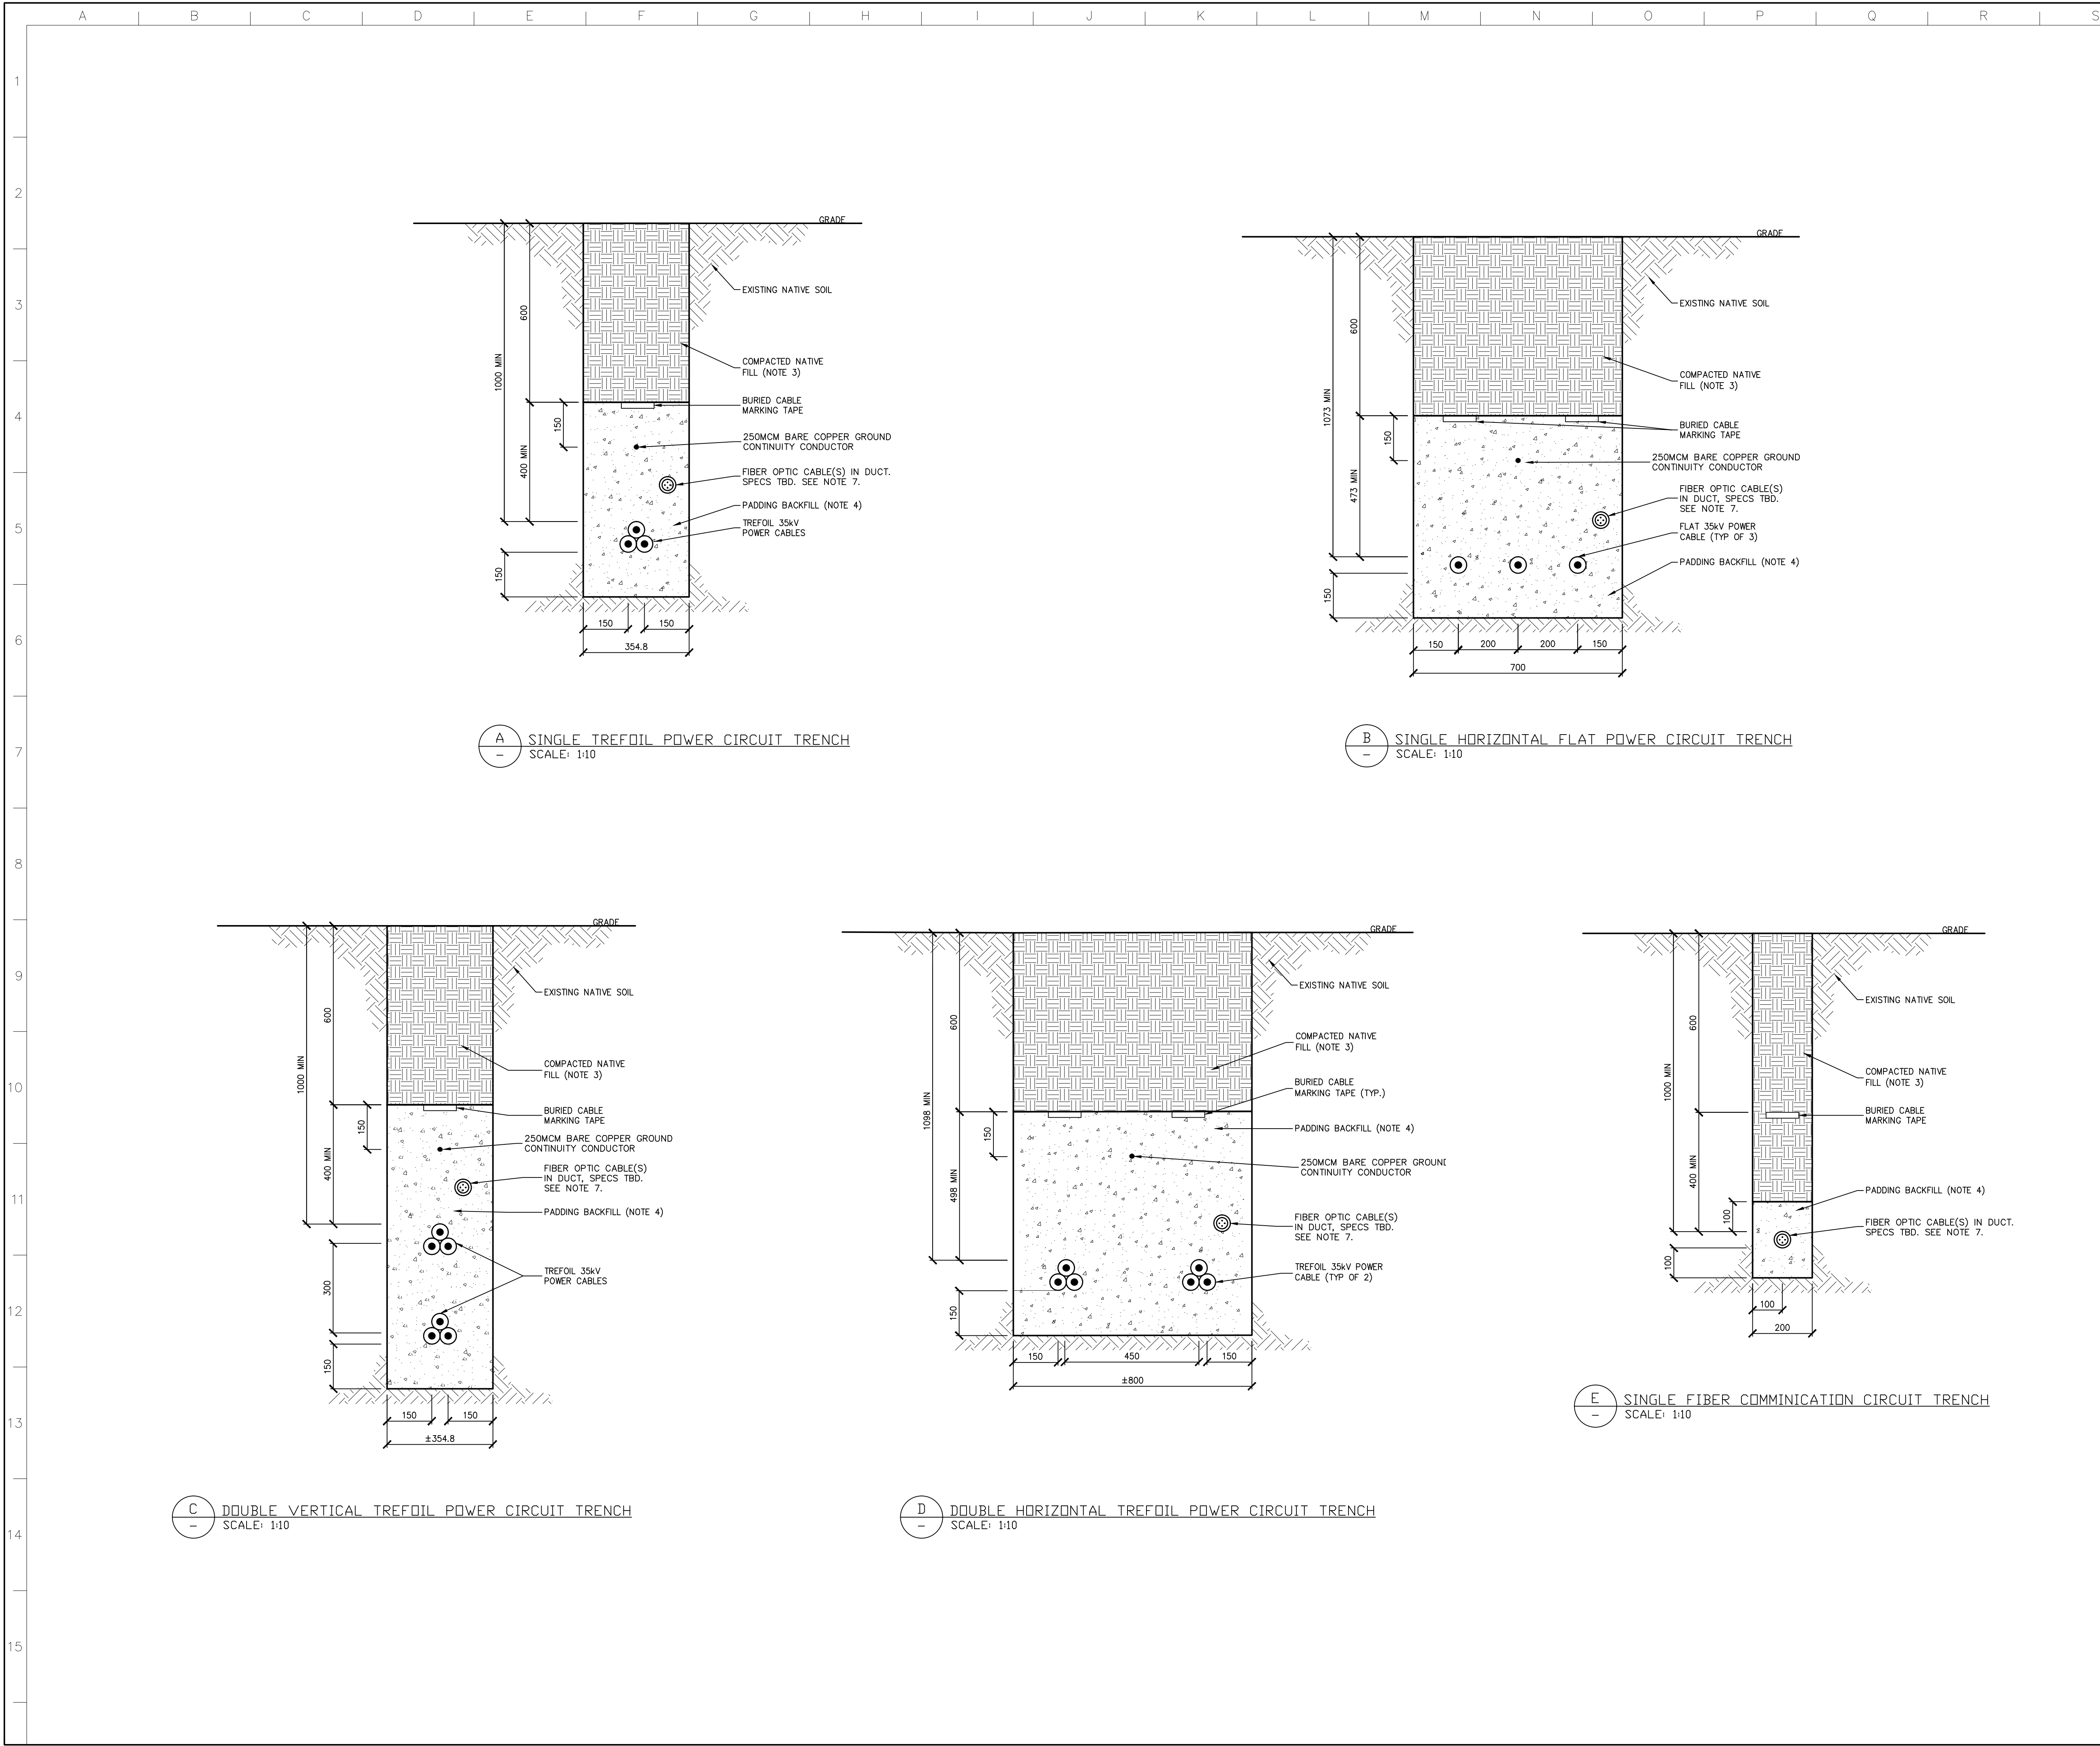 A B C D E F G H I J K L M N O P Q R S
1
2
3
4
5
6
7
8
9
10
11
12
13
14
15
GRADE
EXISTING NATIVE SOIL
COMPACTED NATIVE
FILL (NOTE 3)
BURIED CABLE
MARKING TAPE
250MCM BARE COPPER GROUND
CONTINUITY CONDUCTOR
FIBER OPTIC CABLE(S) IN DUCT.
SPECS TBD. SEE NOTE 7.
PADDING BACKFILL (NOTE 4)
TREFOIL 35kV
POWER CABLES
1000 MIN
600
400 MIN
150
150
150 150
354.8
A
–
SINGLE TREFOIL POWER CIRCUIT TRENCH
SCALE: 1:10
GRADE
EXISTING NATIVE SOIL
COMPACTED NATIVE
FILL (NOTE 3)
BURIED CABLE
MARKING TAPE
250MCM BARE COPPER GROUND
CONTINUITY CONDUCTOR
FIBER OPTIC CABLE(S)
IN DUCT, SPECS TBD.
SEE NOTE 7.
FLAT 35kV POWER
CABLE (TYP OF 3)
PADDING BACKFILL (NOTE 4)
1073 MIN
600
473 MIN
150
150
150 200 200 150
700
B
–
SINGLE HORIZONTAL FLAT POWER CIRCUIT TRENCH
SCALE: 1:10
GRADE
EXISTING NATIVE SOIL
COMPACTED NATIVE
FILL (NOTE 3)
BURIED CABLE
MARKING TAPE
250MCM BARE COPPER GROUND
CONTINUITY CONDUCTOR
FIBER OPTIC CABLE(S)
IN DUCT, SPECS TBD.
SEE NOTE 7.
PADDING BACKFILL (NOTE 4)
TREFOIL 35kV
POWER CABLES
1000 MIN
600
400 MIN
150
300
150
150 150
±354.8
C
–
DOUBLE VERTICAL TREFOIL POWER CIRCUIT TRENCH
SCALE: 1:10
GRADE
EXISTING NATIVE SOIL
COMPACTED NATIVE
FILL (NOTE 3)
BURIED CABLE
MARKING TAPE (TYP.)
PADDING BACKFILL (NOTE 4)
250MCM BARE COPPER GROUND
CONTINUITY CONDUCTOR
FIBER OPTIC CABLE(S)
IN DUCT, SPECS TBD.
SEE NOTE 7.
TREFOIL 35kV POWER
CABLE (TYP OF 2)
1098 MIN
600
498 MIN
150
150
150 450 150
±800
D
–
DOUBLE HORIZONTAL TREFOIL POWER CIRCUIT TRENCH
SCALE: 1:10
GRADE
EXISTING NATIVE SOIL
COMPACTED NATIVE
FILL (NOTE 3)
BURIED CABLE
MARKING TAPE
PADDING BACKFILL (NOTE 4)
FIBER OPTIC CABLE(S) IN DUCT.
SPECS TBD. SEE NOTE 7.
1000 MIN
600
400 MIN
100
100
100
200
E
–
SINGLE FIBER COMMINICATION CIRCUIT TRENCH
SCALE: 1:10